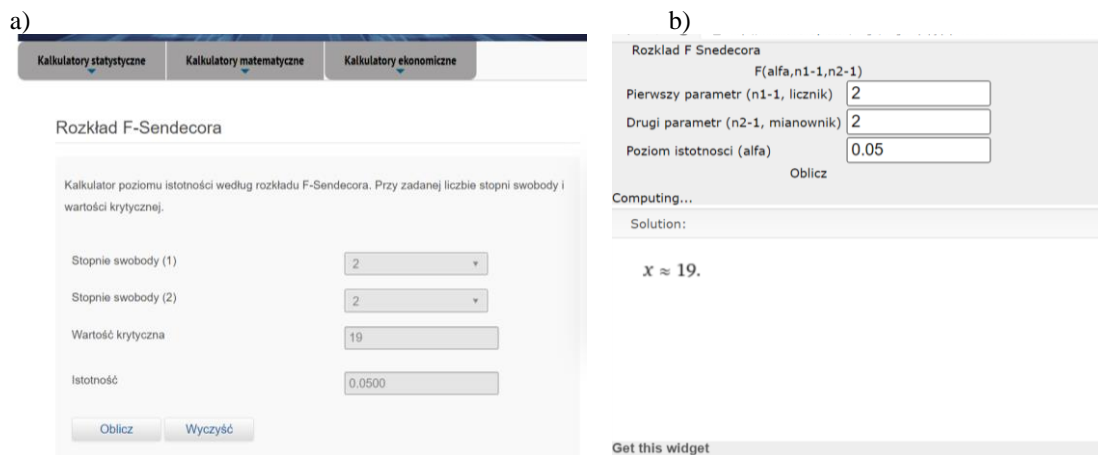 a)
b)
Kalkulatory statystyczne Kalkulatory matematyczne Kalkulatory ekonomiczne
Rozkład F-Sendecora
Kalkulator poziomu istotności według rozkładu F-Sendecora. Przy zadanej liczbie stopni swobody i
wartości krytycznej.
Stopnie swobody (1) 2
Stopnie swobody (2) 2
Wartość krytyczna 19
Istotność 0.0500
Oblicz Wyczyść
Rozklad F Snedecora
F(alfa,n1-1,n2-1)
Pierwszy parametr (n1-1, licznik) 2
Drugi parametr (n2-1, mianownik) 2
Poziom istotnosci (alfa) 0.05
Oblicz
Computing...
Solution:
x ≈ 19.
Get this widget